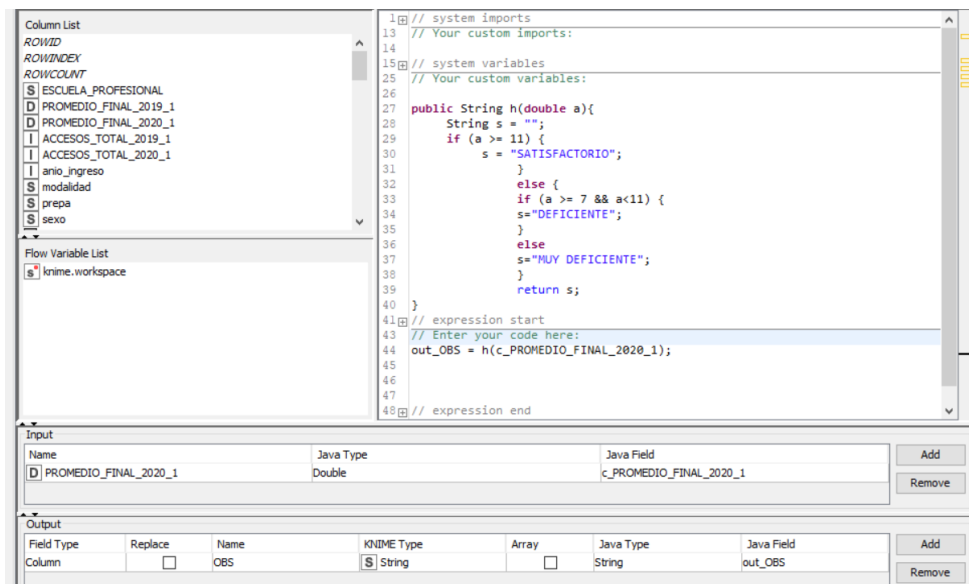 Column List
ROWID
ROWINDEX
ROWCOUNT
S ESCUELA_PROFESIONAL
D PROMEDIO_FINAL_2019_1
D PROMEDIO_FINAL_2020_1
I ACCESOS_TOTAL_2019_1
I ACCESOS_TOTAL_2020_1
I anio_ingreso
S modalidad
S prepa
S sexo
Flow Variable List
s knime.workspace
1 // system imports
13 // Your custom imports:
14
15 // system variables
25 // Your custom variables:
26
27 public String h(double a){
28 String s = "";
29 if (a >= 11) {
30 s = "SATISFACTORIO";
31 }
32 else {
33 if (a >= 7 && a<11) {
34 s="DEFICIENTE";
35 }
36 else
37 s="MUY DEFICIENTE";
38 }
39 return s;
40 }
41 // expression start
43 // Enter your code here:
44 out_OBS = h(c_PROMEDIO_FINAL_2020_1);
45
46
47
48 // expression end
Input
Name Java Type Java Field
D PROMEDIO_FINAL_2020_1 Double c_PROMEDIO_FINAL_2020_1
Add
Remove
Output
Field Type Replace Name KNIME Type Array Java Type Java Field
Column OBS S String String out_OBS
Add
Remove